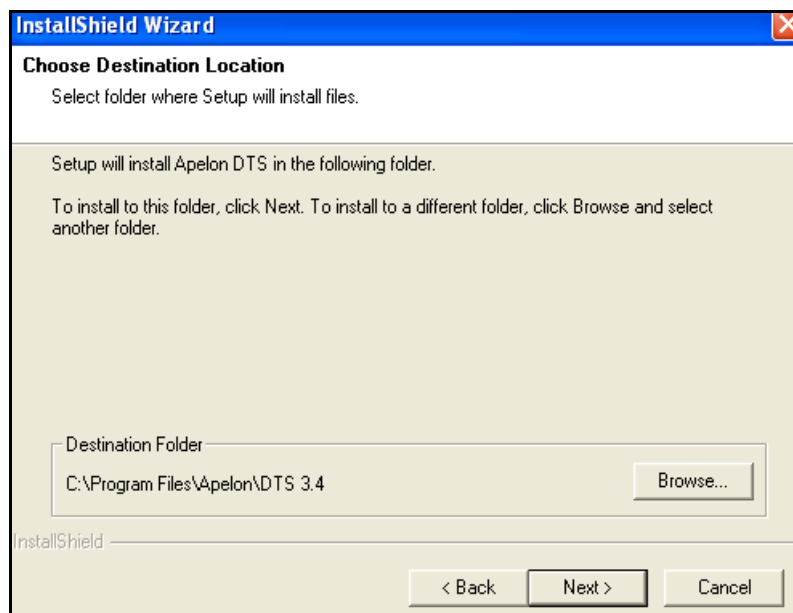 InstallShield Wizard
Choose Destination Location
Select folder where Setup will install files.
Setup will install Apelon DTS in the following folder.
To install to this folder, click Next. To install to a different folder, click Browse and select
another folder.
Destination Folder
C:\Program Files\Apelon\DTS 3.4
Browse...
InstallShield
< Back
Next >
Cancel